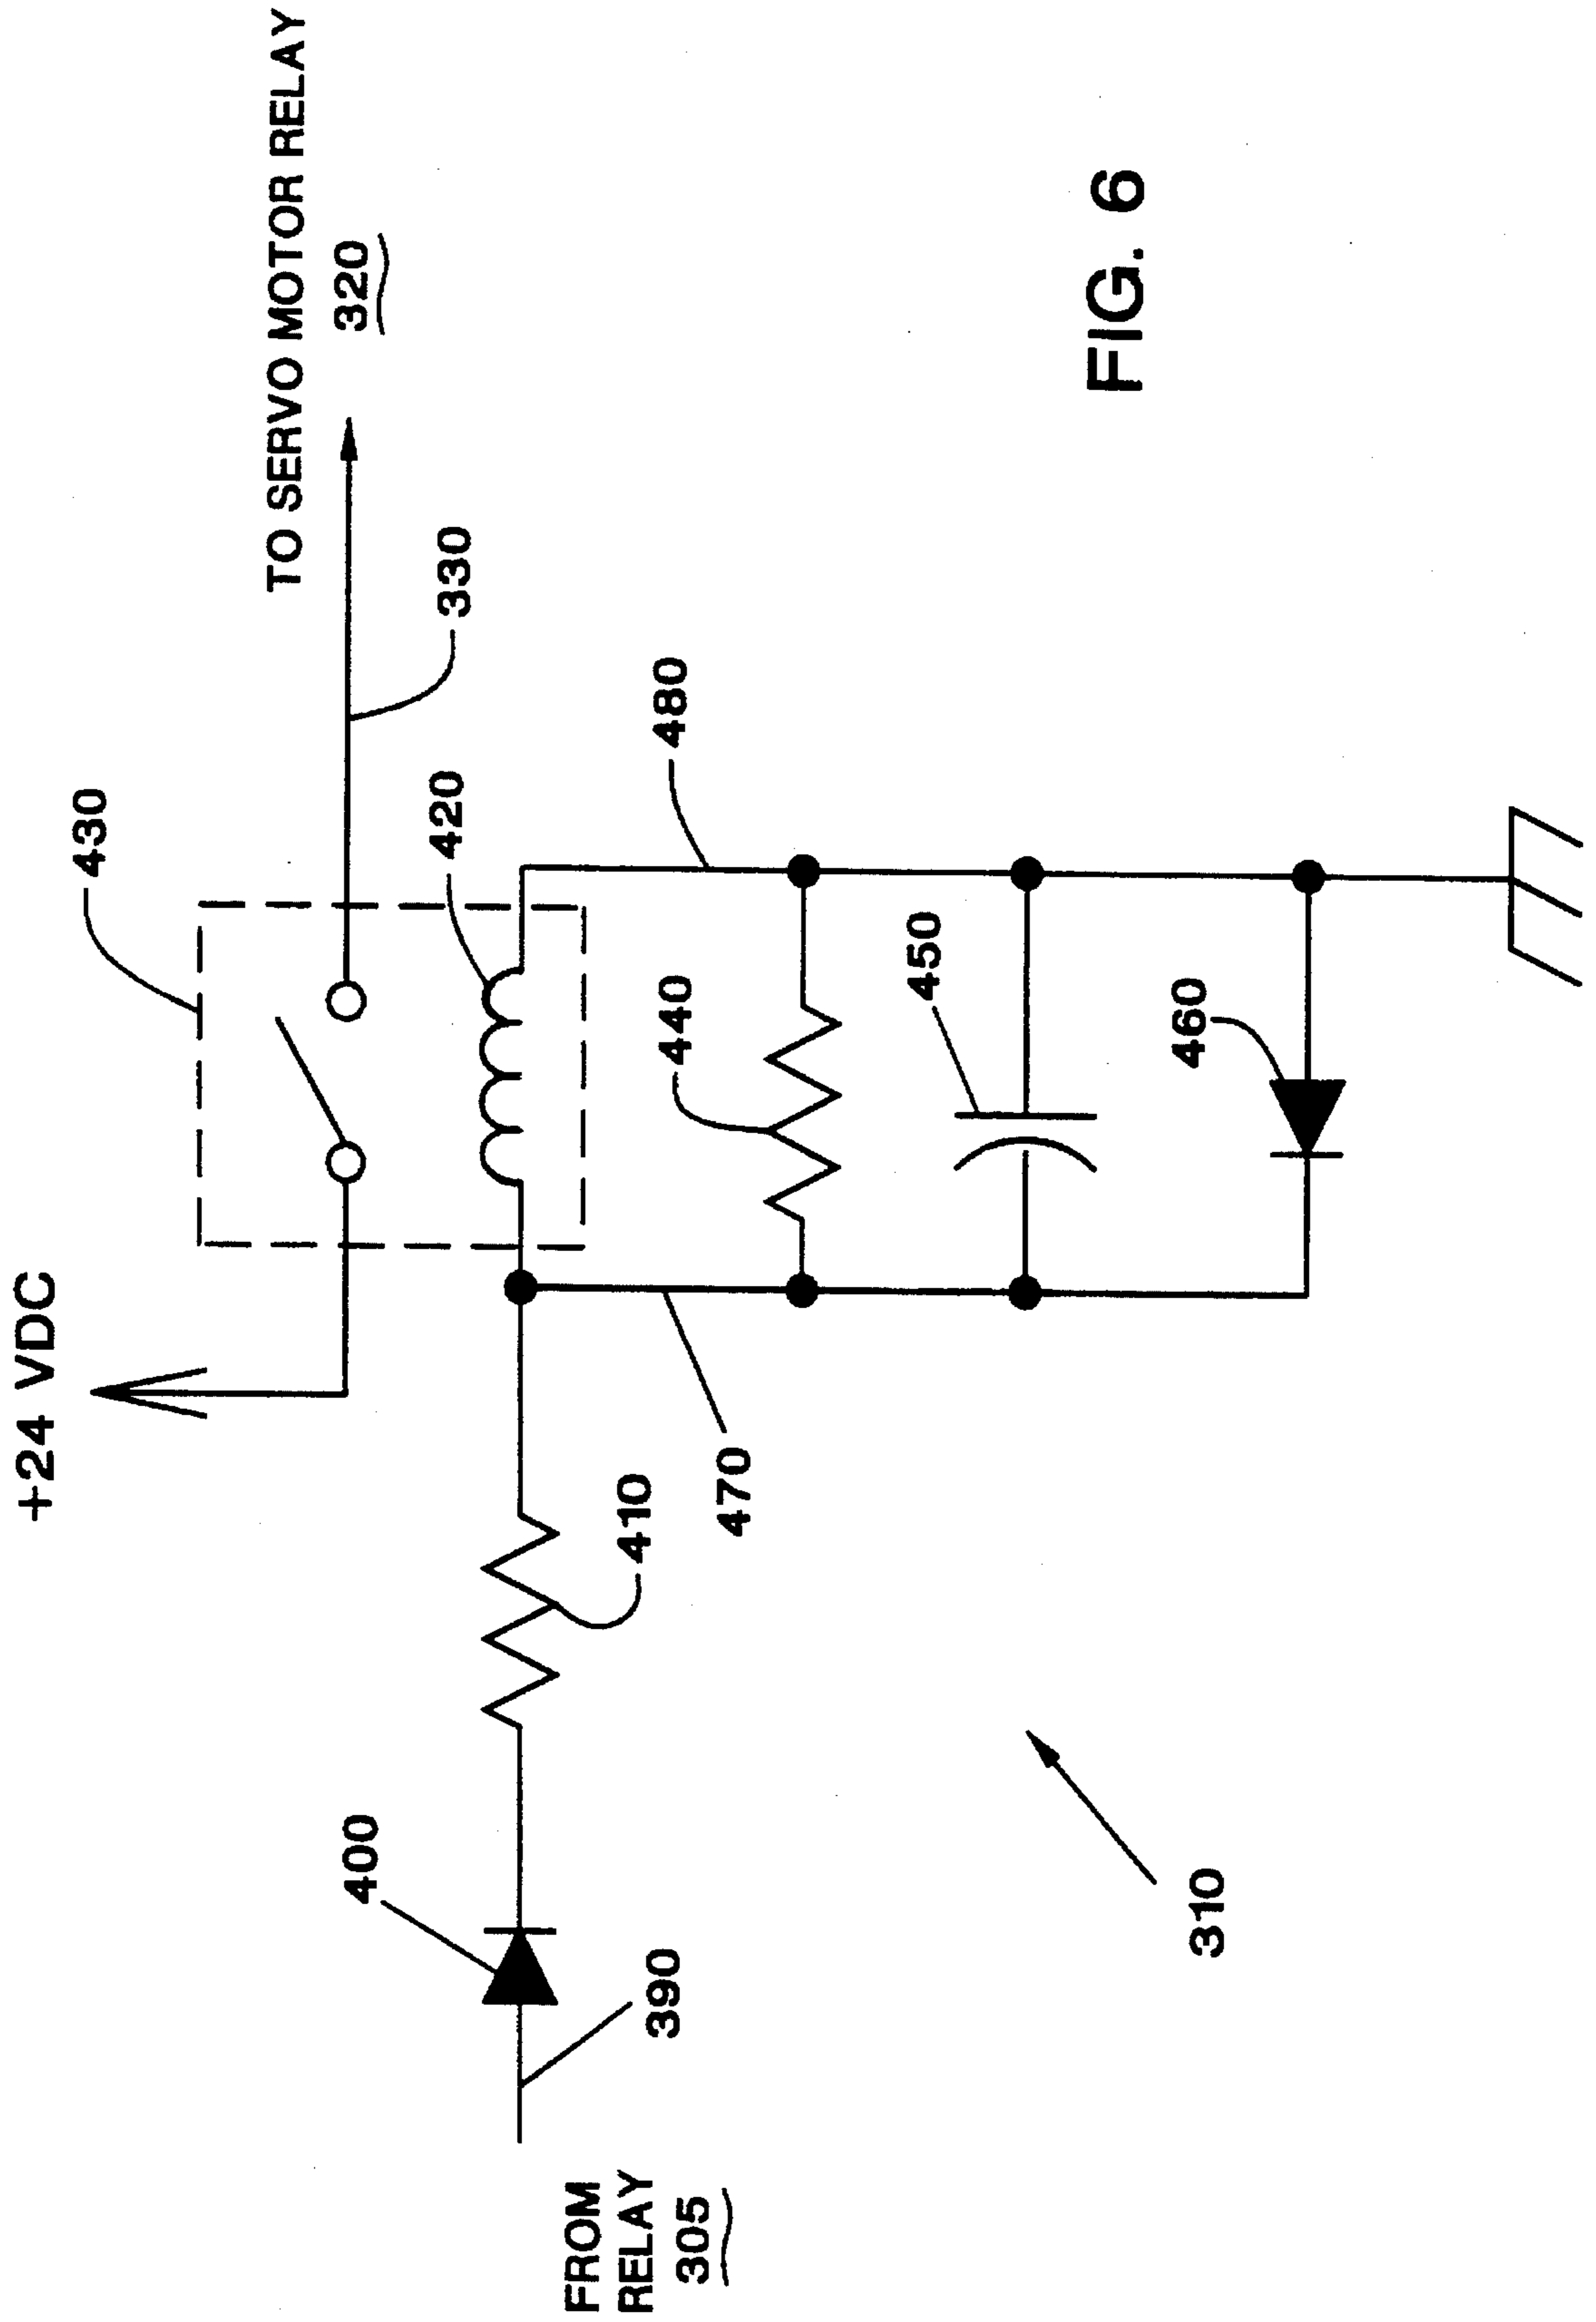 +24 VDC
430
TO SERVO MOTOR RELAY
320
330
420
400
410
390
FROM
RELAY
305
470
480
440
450
460
310
FIG. 6